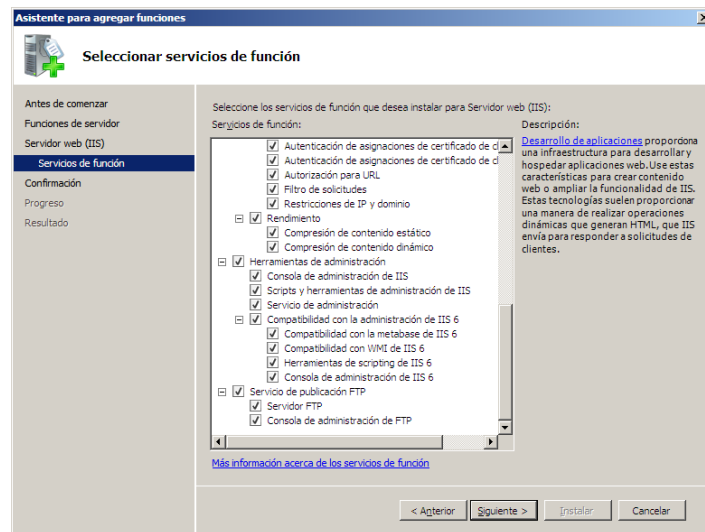 Asistente para agregar funciones
Seleccionar servicios de función
Antes de comenzar
Funciones de servidor
Servidor web (IIS)
Servicios de función
Confirmación
Progreso
Resultado
Seleccione los servicios de función que desea instalar para Servidor web (IIS):
Servicios de función:
Autenticación de asignaciones de certificado de cl
Autenticación de asignaciones de certificado de cl
Autorización para URL
Filtro de solicitudes
Restricciones de IP y dominio
Rendimiento
Compresión de contenido estático
Compresión de contenido dinámico
Herramientas de administración
Consola de administración de IIS
Scripts y herramientas de administración de IIS
Servicio de administración
Compatibilidad con la administración de IIS 6
Compatibilidad con la metabase de IIS 6
Compatibilidad con WMI de IIS 6
Herramientas de scripting de IIS 6
Consola de administración de IIS 6
Servicio de publicación FTP
Servidor FTP
Consola de administración de FTP
Más información acerca de los servicios de función
Descripción:
Desarrollo de aplicaciones proporciona
una infraestructura para desarrollar y
hospedar aplicaciones web. Use estas
características para crear contenido
web o ampliar la funcionalidad de IIS.
Estas tecnologías suelen proporcionar
una manera de realizar operaciones
dinámicas que generan HTML, que IIS
envía para responder a solicitudes de
clientes.
< Anterior
Siguiente >
Instalar
Cancelar